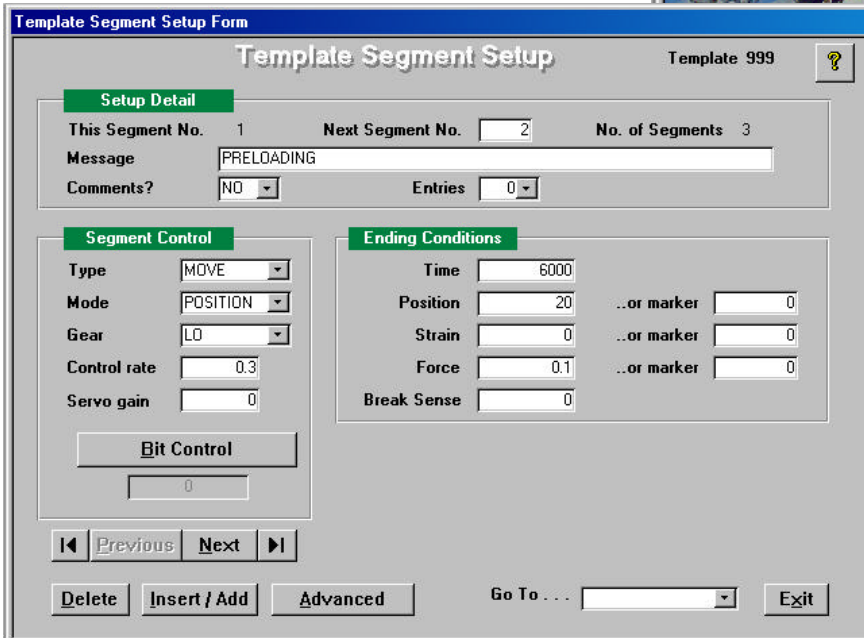 Template Segment Setup Form
Template Segment Setup Template 999 ?
Setup Detail
This Segment No. 1 Next Segment No. 2 No. of Segments 3
Message PRELOADING
Comments? NO Entries 0
Segment Control
Type MOVE
Mode POSITION
Gear LO
Control rate 0.3
Servo gain 0
Bit Control
0
Ending Conditions
Time 6000
Position 20 ..or marker 0
Strain 0 ..or marker 0
Force 0.1 ..or marker 0
Break Sense 0
Previous Next
Delete Insert / Add Advanced Go To . . . Exit